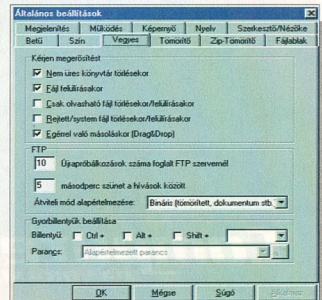 Általános beállítások
Megjelenítés Működés Képernyő Nyelv Szerkesztő/Nézőke
Betű Szín Vegyes Tömörítő Zip-Tömörítő Fájlablak
Kérjen megerősítést
Nem üres könyvtár törlésekor
Fájl felülírásakor
Csak olvasható fájl törlésekor/felülírásakor
Rejtett/system fájl törlésekor/felülírásakor
Egérrel való másoláskor (Drag&Drop)
FTP
10 Újrapróbálkozások száma foglalt FTP szervernél
5 másodperc szünet a hívások között
Átviteli mód alapértelmezése: Bináris (tömörített, dokumentum stb.
Gyorbillentyűk beállítása
Billentyű: Ctrl + Alt + Shift +
Parancs: Alapértelmezett parancs
OK Mégse Súgó Alkalmaz